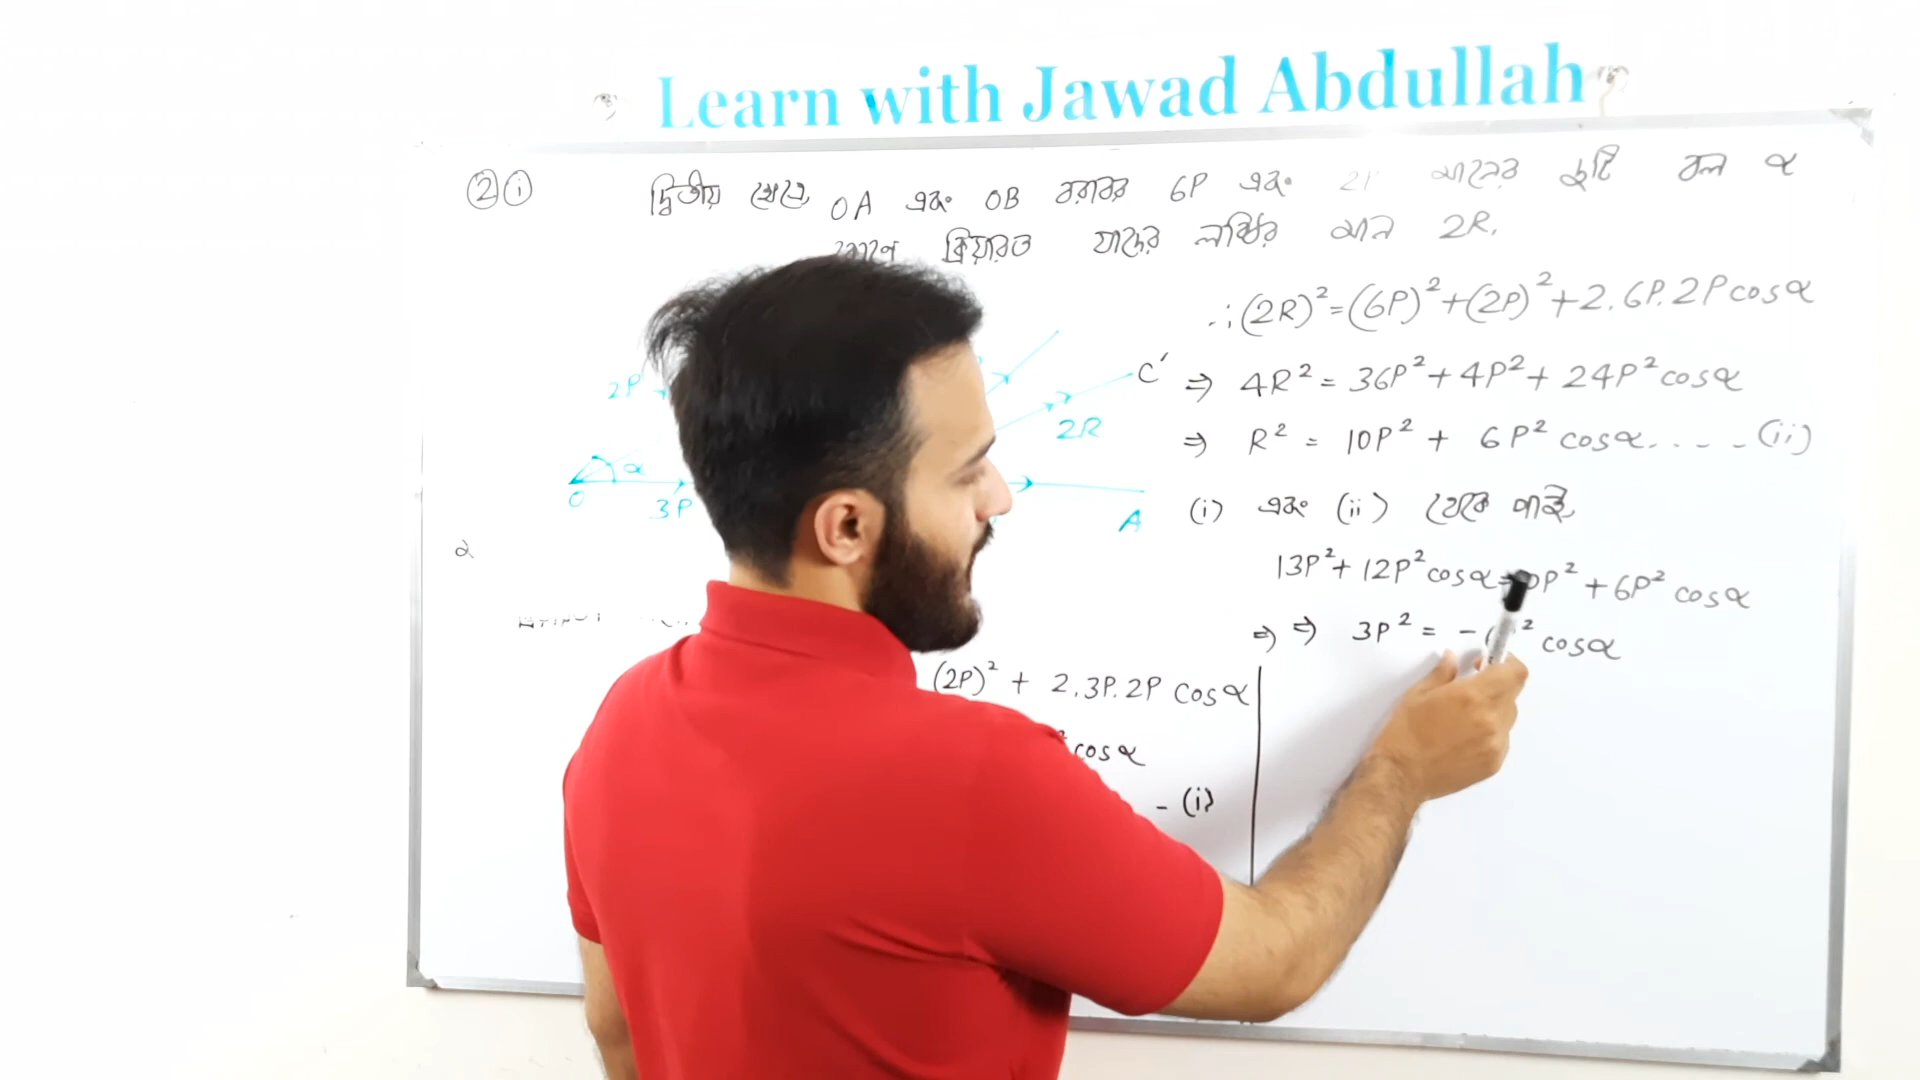 Learn with Jawad Abdullah
② ⓘ দ্বিতীয় ক্ষেত্রে, OA এবং OB বরাবর 6P এবং 2P মানের দুটি বল α
কোণে ক্রিয়ারত যাদের লব্ধির মান 2R.
∴ (2R)² = (6P)² + (2P)² + 2.6P.2P cosα
⇒ 4R² = 36P² + 4P² + 24P² cosα
⇒ R² = 10P² + 6P² cosα . . . . (ii)
(i) এবং (ii) থেকে পাই,
13P² + 12P² cosα = P² + 6P² cosα
⇒ ⇒ 3P² = - ² cosα
2P
C′
2R
α
O
3P
A
α
(2P)² + 2.3P.2P cosα
cosα
- (i)